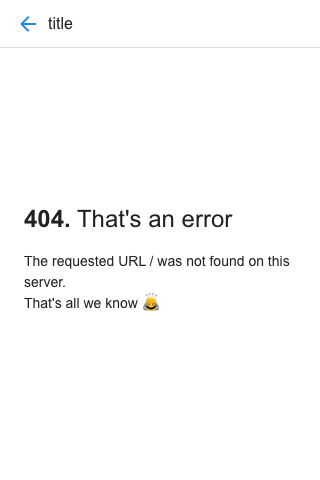 title
404. That's an error
The requested URL / was not found on this
server.
That's all we know